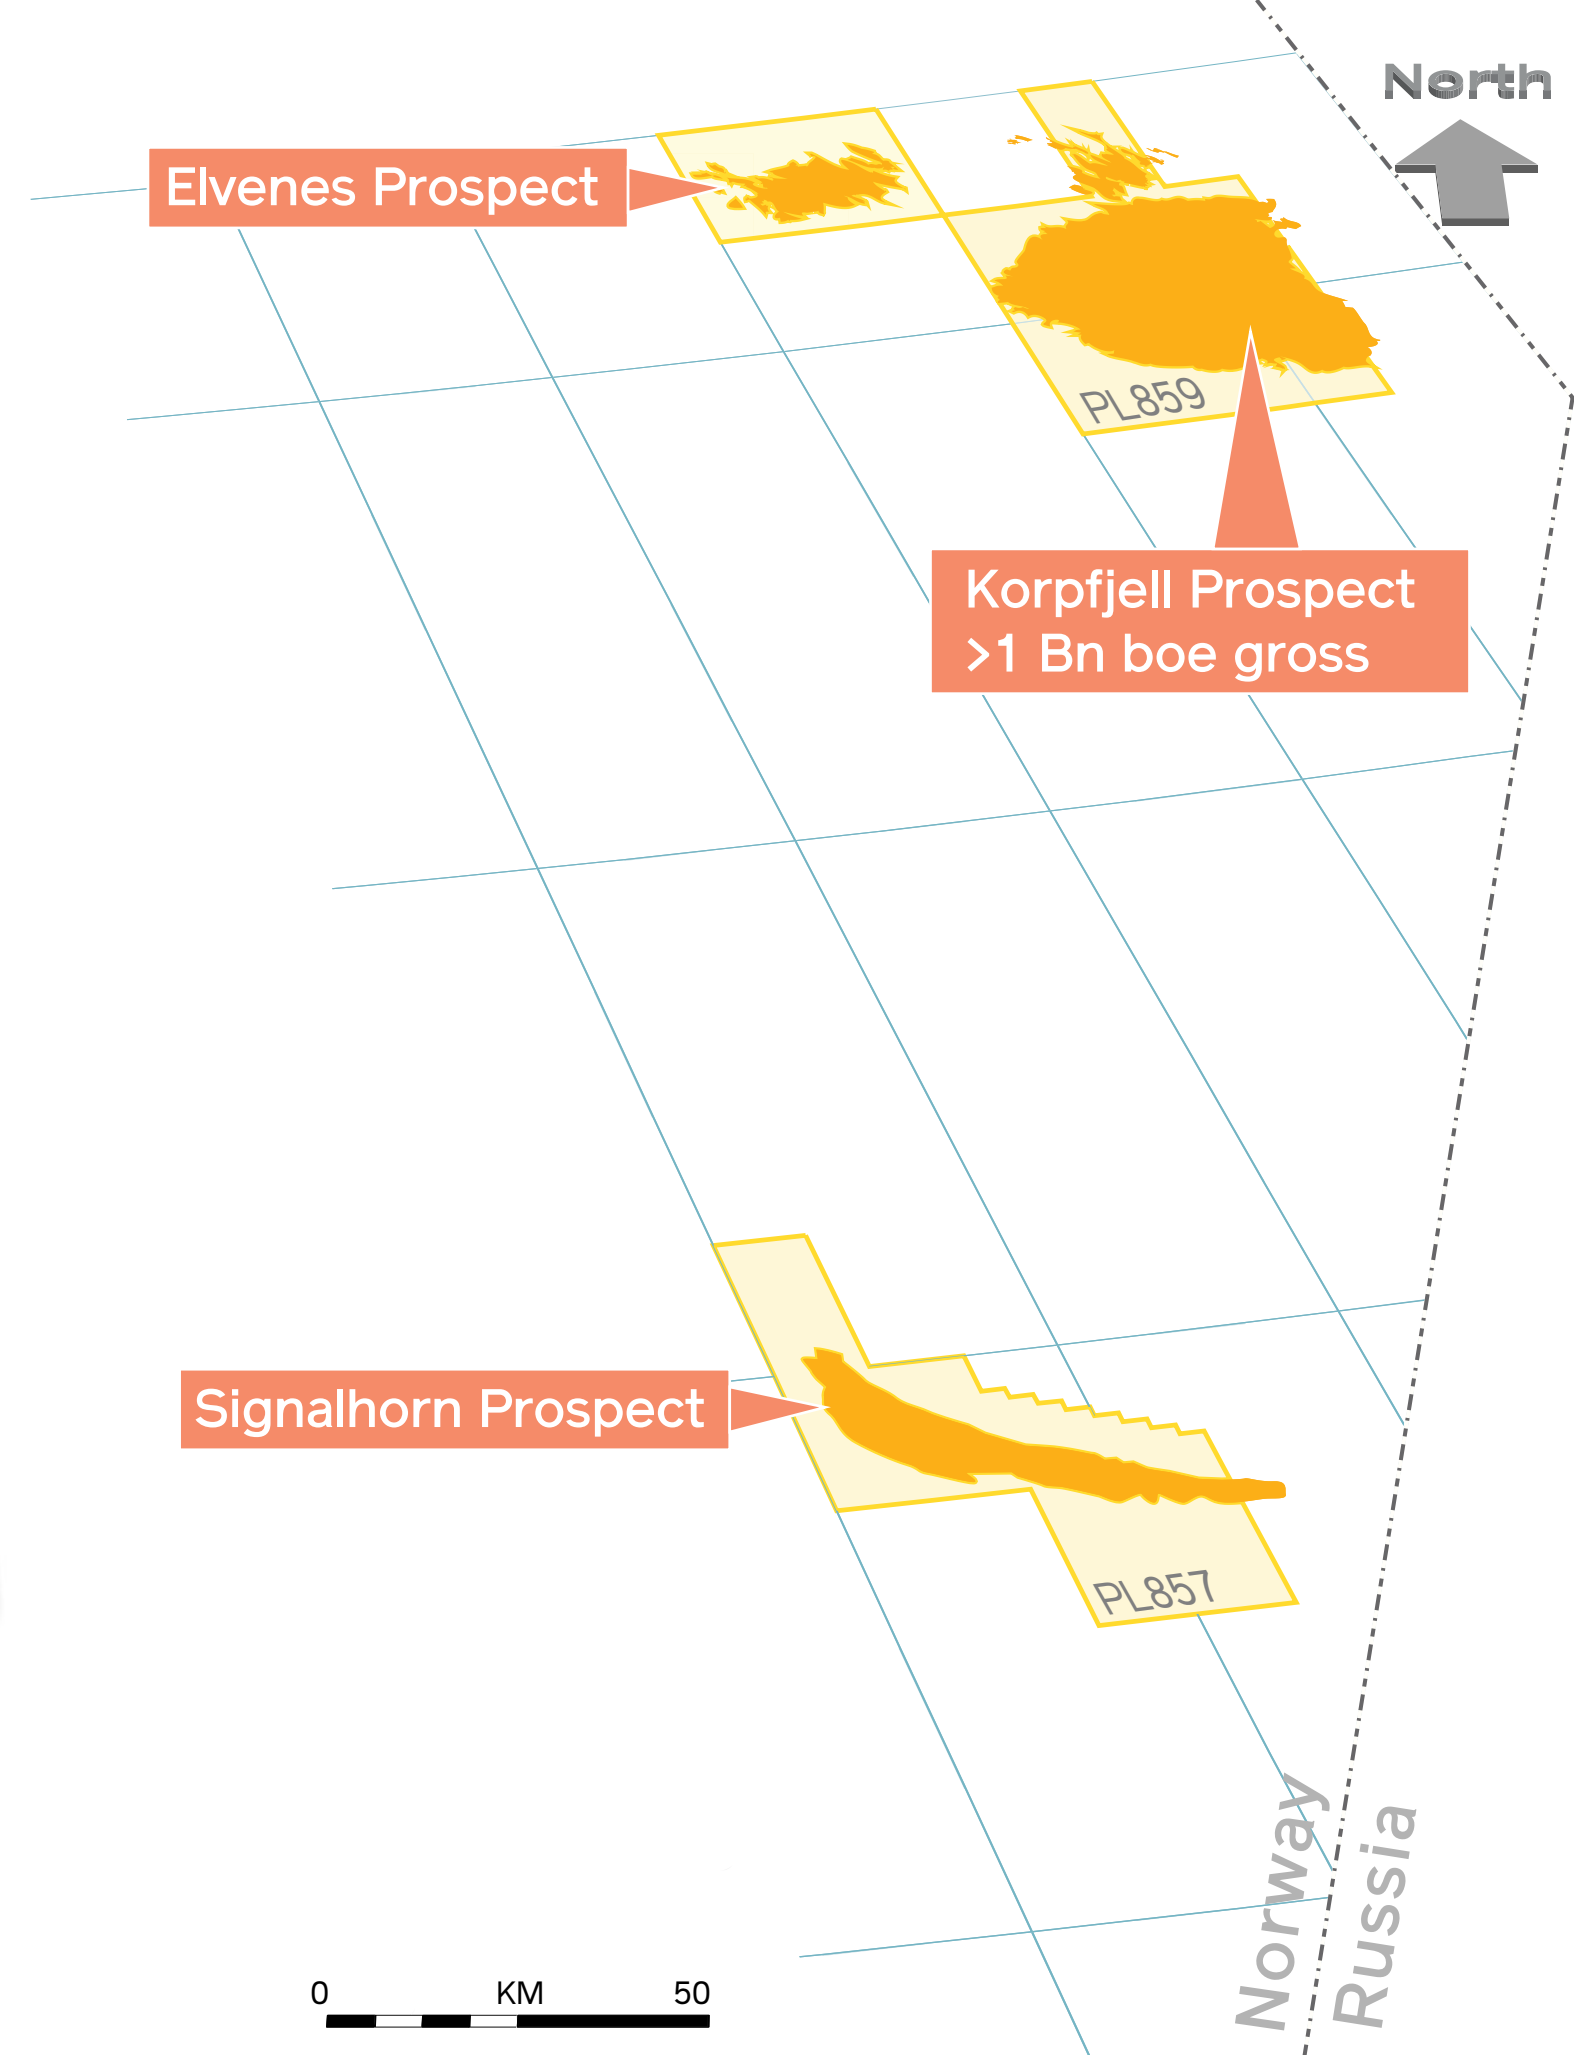 North
Elvenes Prospect
PL859
Korpfjell Prospect
>1 Bn boe gross
Signalhorn Prospect
PL857
Norway
Russia
0 KM 50